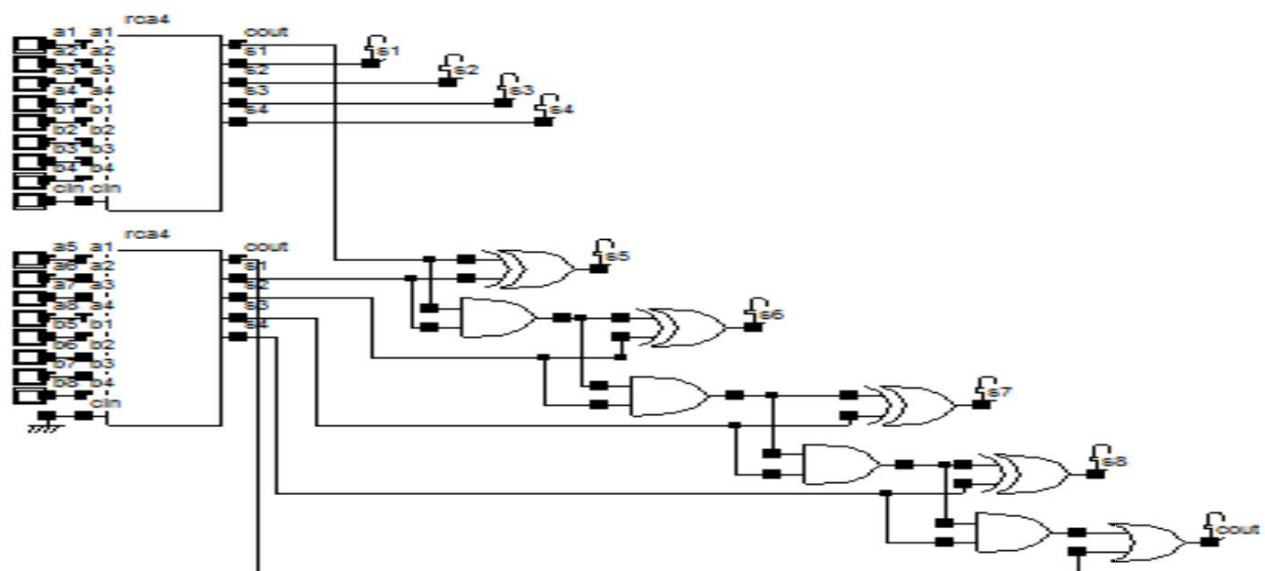 rca4
a1 a1 cout
a2 a2 s1 s1
a3 a3 s2 s2
a4 a4 s3 s3
b1 b1 s4 s4
b2 b2
b3 b3
b4 b4
cin cin
rca4
a5 a1 cout
a6 a2 s1 s5
a7 a3 s2
a8 a4 s3
b5 b1 s4 s6
b6 b2
b7 b3
b8 b4
cin
s7
s8
cout